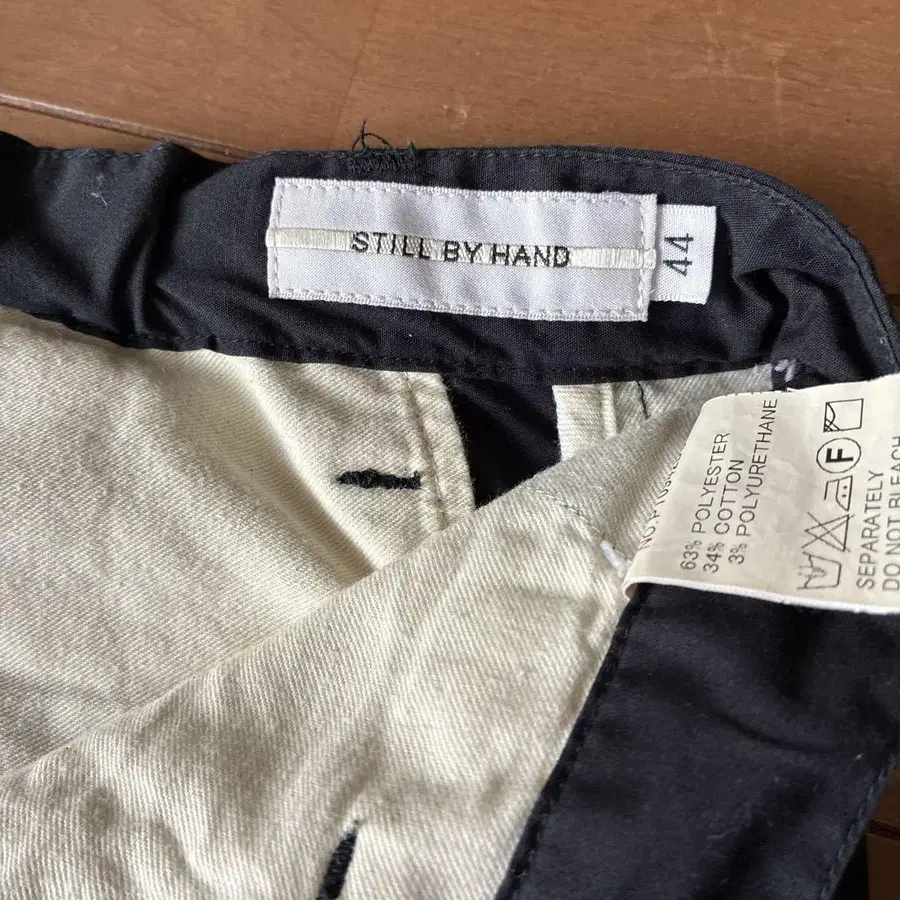 STILL BY HAND
44
63% POLYESTER
34% COTTON
3% POLYURETHANE
F
SEPARATELY
DO NOT BLEACH